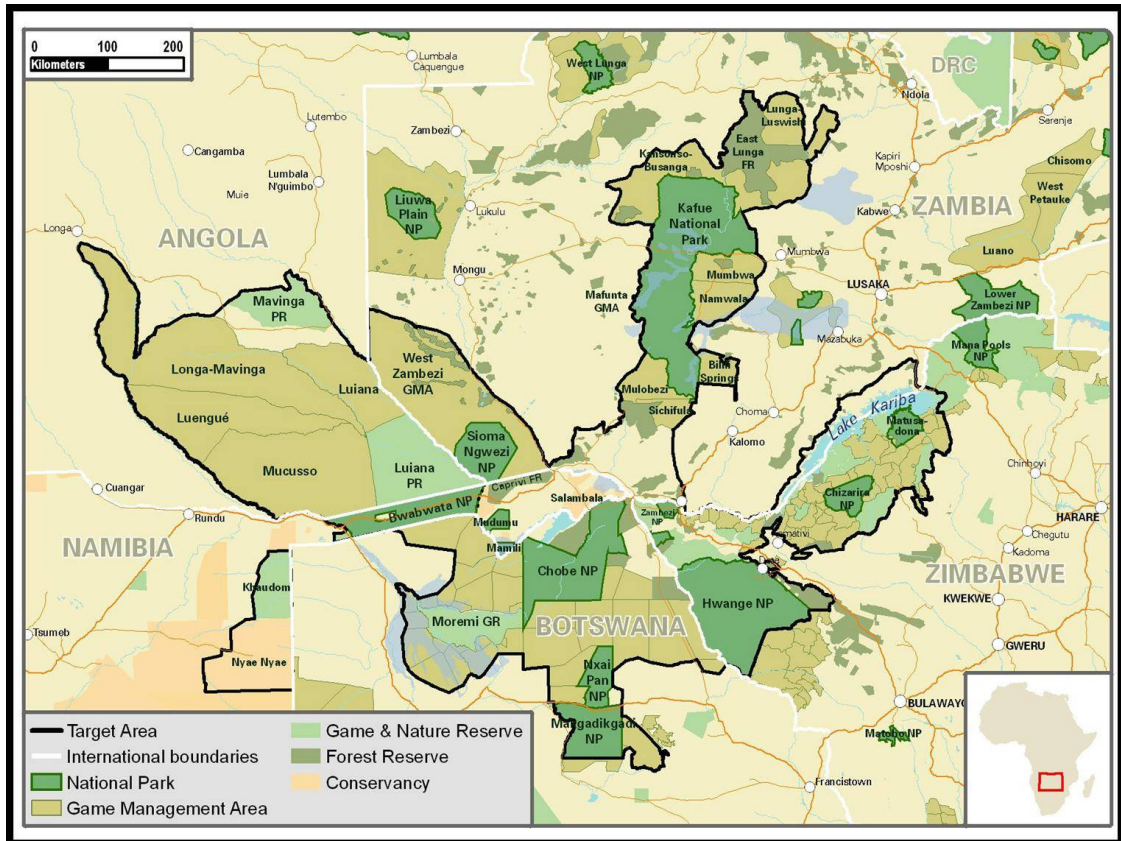 0 100 200
Kilometers
Lumbala
Caquengue
West Lunga
NP
DRC
Ndola
Serenje
Lutembo
Zambezi
Lunga
Luswishi
Cangamba
East
Lunga
FR
Kapiri
Mposhi
Chisomo
Busanga
Lumbala
N'guimbo
Muie
West
Petauke
Liuwa
Plain
NP
Lukulu
Kafue
National
Park
Kabwe
ZAMBIA
Longa
ANGOLA
Luano
Mongu
Mumbwa
Mumbwa
Mafunta
GMA
Namwala
LUSAKA
Lower
Zambezi NP
Mavinga
PR
Mazabuka
Mana Pools
NP
West
Zambezi
GMA
Longa-Mavinga
Luiana
Bilili
Springs
Mulobezi
Lake Kariba
Luengué
Sichifula
Choma
Matusa-
dona
Sioma
Ngwezi
NP
Kalomo
Mucusso
Luiana
PR
Chinhoyi
Cuangar
Caprivi FR
Salambala
Chizarira
NP
Rundu
Bwabwata NP
Zambezi
NP
HARARE
Mudumu
Chegutu
NAMIBIA
Mamili
Kadoma
Chobe NP
ZIMBABWE
Khaudom
Hwange NP
KWEKWE
Moremi GR
BOTSWANA
Tsumeb
GWERU
Nyae Nyae
Nxai
Pan
NP
BULAWAYO
Makgadikgadi
NP
Matobo NP
Francistown
Target Area
International boundaries
National Park
Game Management Area
Game & Nature Reserve
Forest Reserve
Conservancy